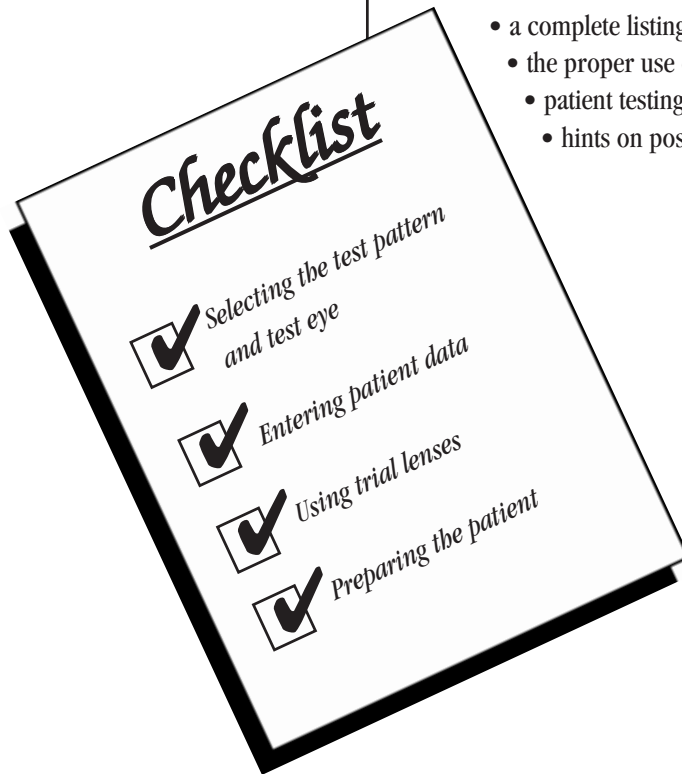 • a complete listing
• the proper use
• patient testing
• hints on pos
Checklist
Selecting the test pattern
and test eye
Entering patient data
Using trial lenses
Preparing the patient